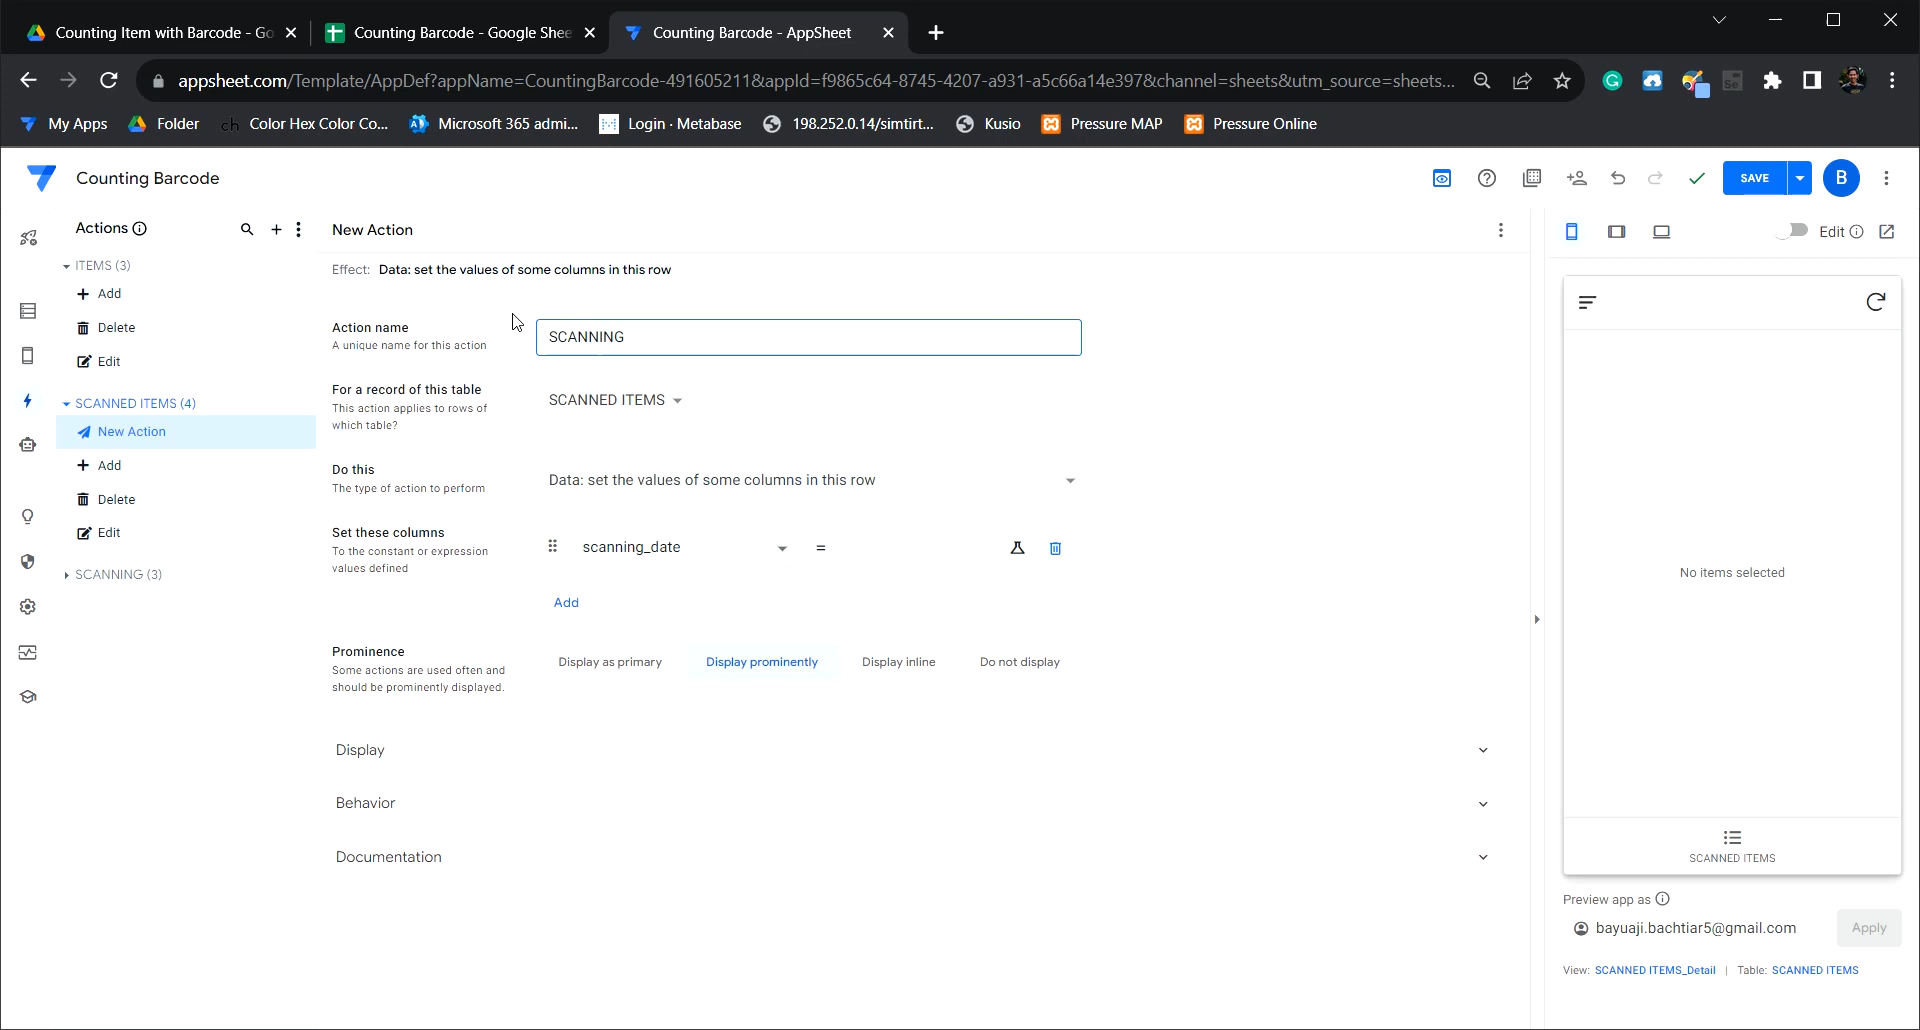 Counting Item with Barcode - Go
Counting Barcode - Google Shee
Counting Barcode - AppSheet
appsheet.com/Template/AppDef?appName=CountingBarcode-491605211&appId=f9865c64-8745-4207-a931-a5c66a14e397&channel=sheets&utm_source=sheets...
My Apps
Folder
ch
Color Hex Color Co...
Microsoft 365 admi...
Login · Metabase
198.252.0.14/simtirt...
Kusio
Pressure MAP
Pressure Online
Counting Barcode
SAVE
B
Actions
ITEMS (3)
Add
Delete
Edit
SCANNED ITEMS (4)
New Action
Add
Delete
Edit
SCANNING (3)
New Action
Effect: Data: set the values of some columns in this row
Action name
A unique name for this action
SCANNING
For a record of this table
This action applies to rows of
which table?
SCANNED ITEMS
Do this
The type of action to perform
Data: set the values of some columns in this row
Set these columns
To the constant or expression
values defined
scanning_date
=
Add
Prominence
Some actions are used often and
should be prominently displayed.
Display as primary
Display prominently
Display inline
Do not display
Display
Behavior
Documentation
Edit
No items selected
SCANNED ITEMS
Preview app as
bayuaji.bachtiar5@gmail.com
Apply
View: SCANNED ITEMS_Detail | Table: SCANNED ITEMS